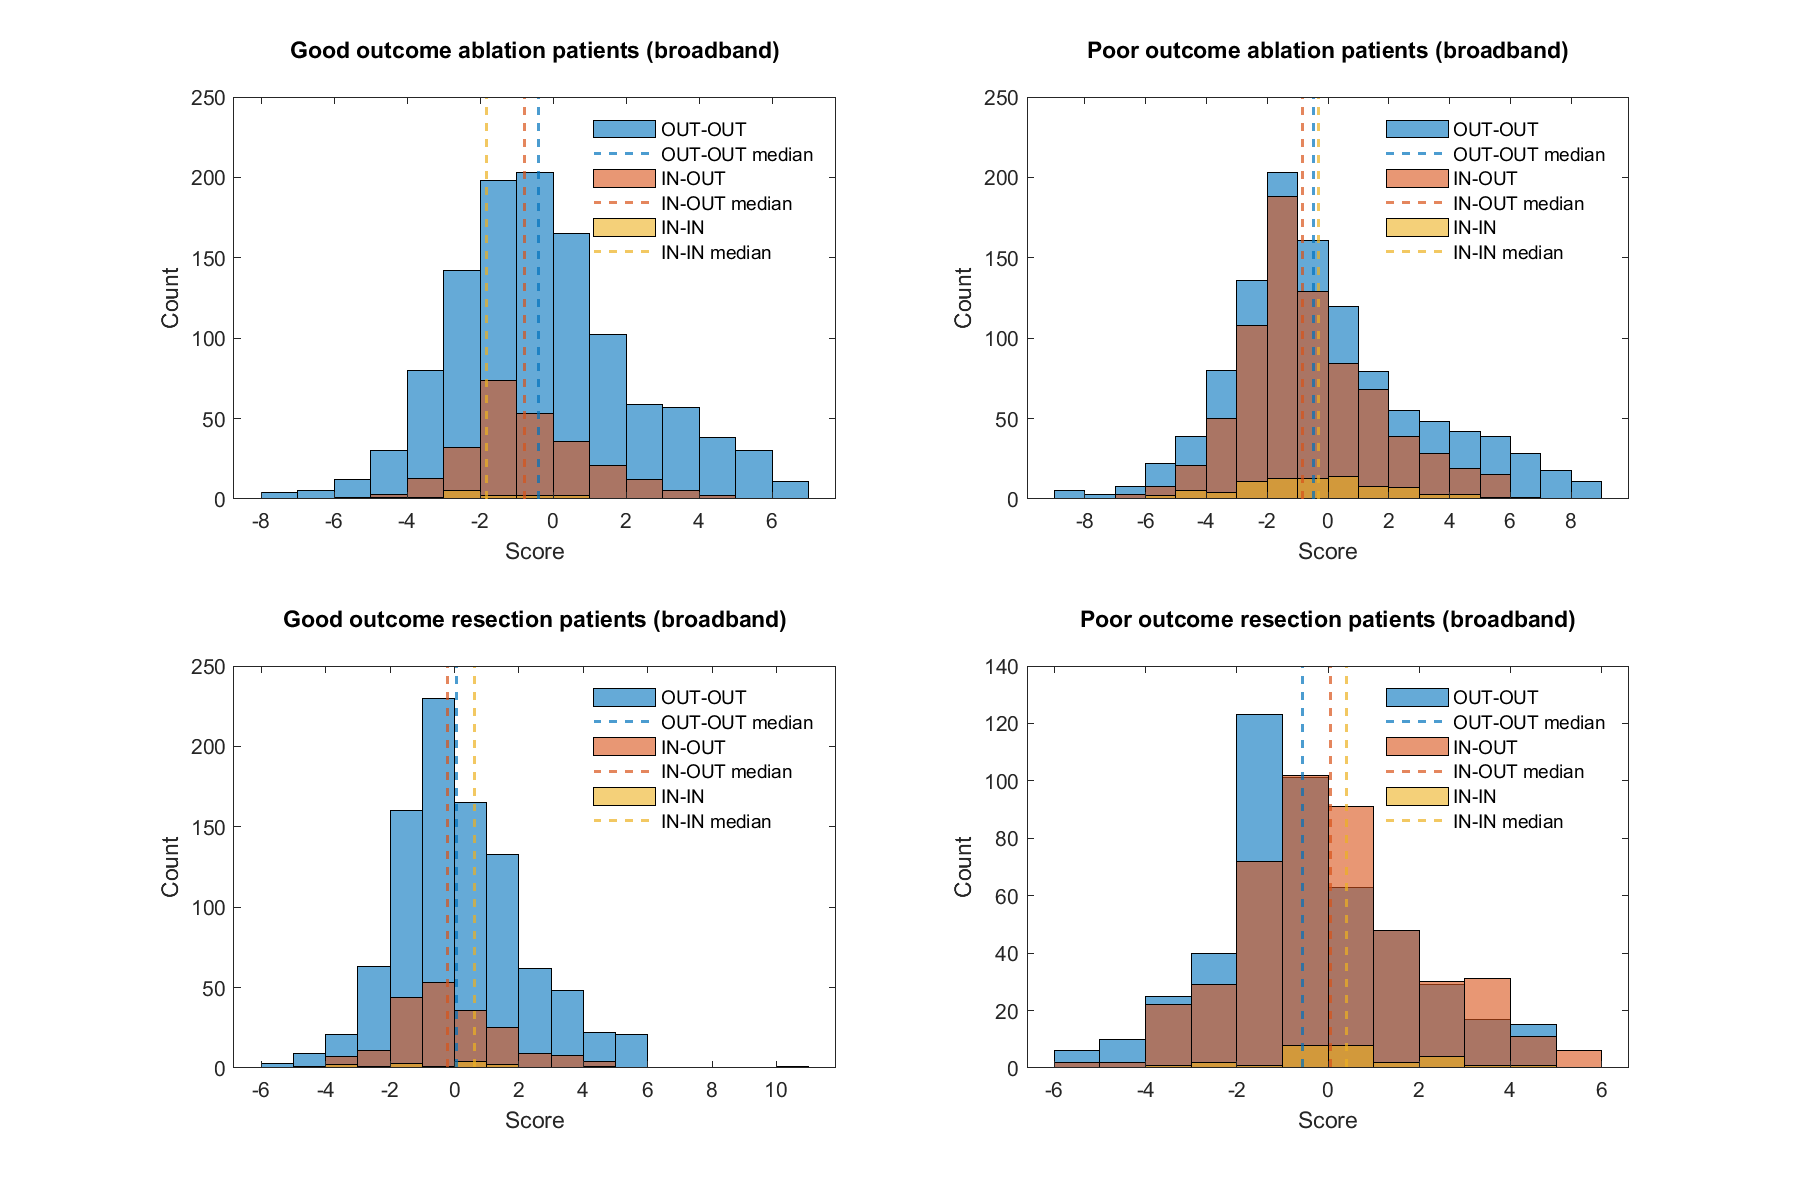 Good outcome ablation patients (broadband)
250
200
150
100
50
0
Count
-8 -6 -4 -2 0 2 4 6
Score
OUT-OUT
OUT-OUT median
IN-OUT
IN-OUT median
IN-IN
IN-IN median
Poor outcome ablation patients (broadband)
250
200
150
100
50
0
Count
-8 -6 -4 -2 0 2 4 6 8
Score
OUT-OUT
OUT-OUT median
IN-OUT
IN-OUT median
IN-IN
IN-IN median
Good outcome resection patients (broadband)
250
200
150
100
50
0
Count
-6 -4 -2 0 2 4 6 8 10
Score
OUT-OUT
OUT-OUT median
IN-OUT
IN-OUT median
IN-IN
IN-IN median
Poor outcome resection patients (broadband)
140
120
100
80
60
40
20
0
Count
-6 -4 -2 0 2 4 6
Score
OUT-OUT
OUT-OUT median
IN-OUT
IN-OUT median
IN-IN
IN-IN median